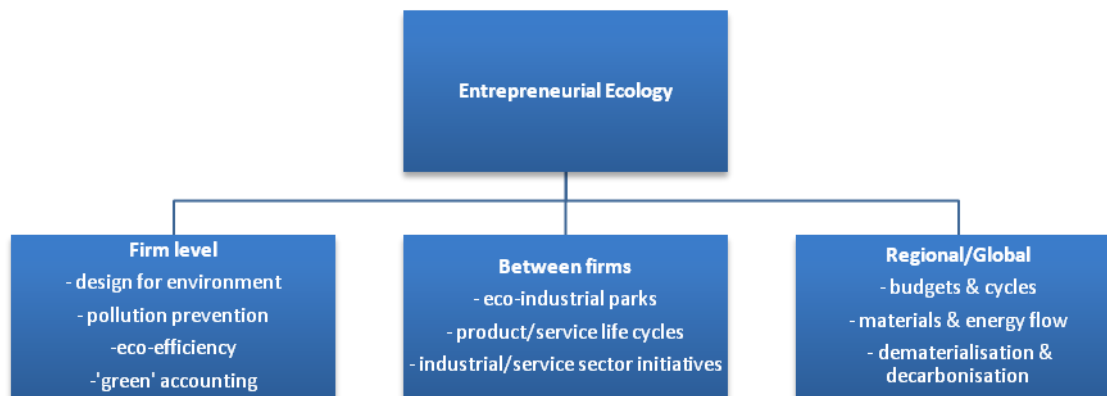 Entrepreneurial Ecology
Firm level
- design for environment
- pollution prevention
-eco-efficiency
-'green' accounting
Between firms
- eco-industrial parks
- product/service life cycles
- industrial/service sector initiatives
Regional/Global
- budgets & cycles
- materials & energy flow
- dematerialisation &
decarbonisation